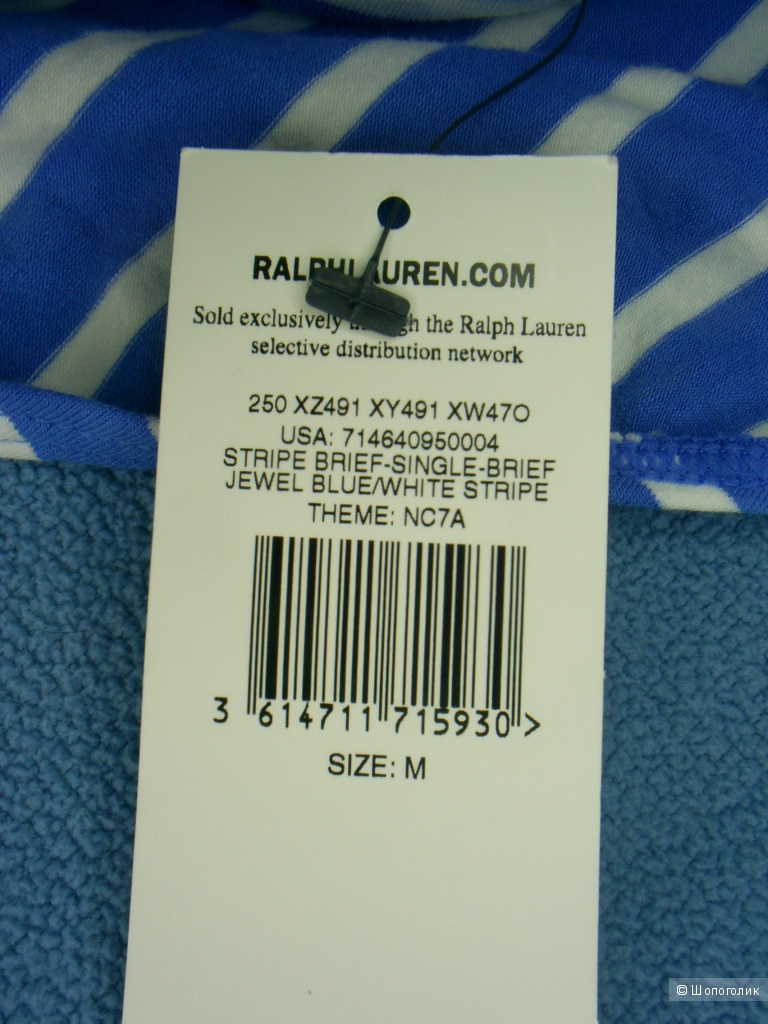 RALPHLAUREN.COM
Sold exclusively through the Ralph Lauren
selective distribution network
250 XZ491 XY491 XW47O
USA: 714640950004
STRIPE BRIEF-SINGLE-BRIEF
JEWEL BLUE/WHITE STRIPE
THEME: NC7A
3 614711 715930 >
SIZE: M
© Шопоголик